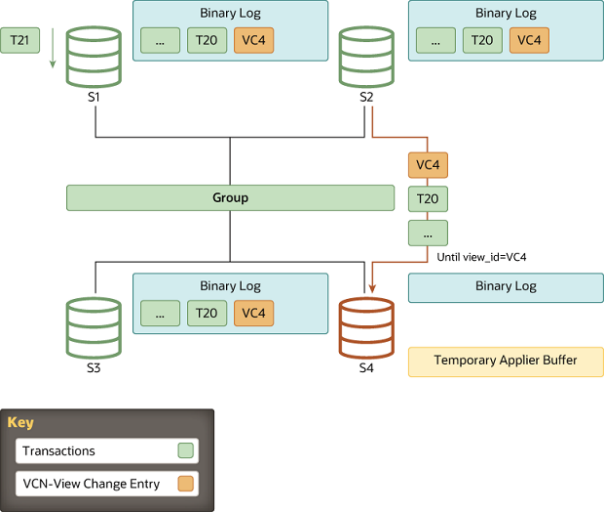 T21
S1
Binary Log
... T20 VC4
S2
Binary Log
... T20 VC4
VC4
T20
...
Until view_id=VC4
Group
S3
Binary Log
... T20 VC4
S4
Binary Log
Temporary Applier Buffer
Key
Transactions
VCN-View Change Entry